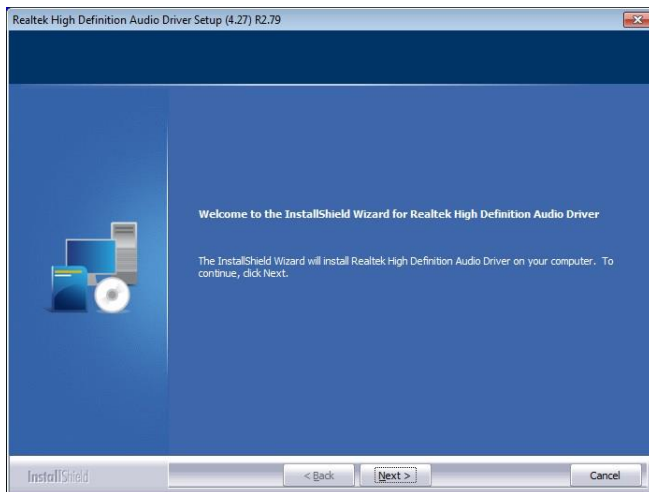 Realtek High Definition Audio Driver Setup (4.27) R2.79
Welcome to the InstallShield Wizard for Realtek High Definition Audio Driver
The InstallShield Wizard will install Realtek High Definition Audio Driver on your computer. To
continue, click Next.
InstallShield
< Back
Next >
Cancel